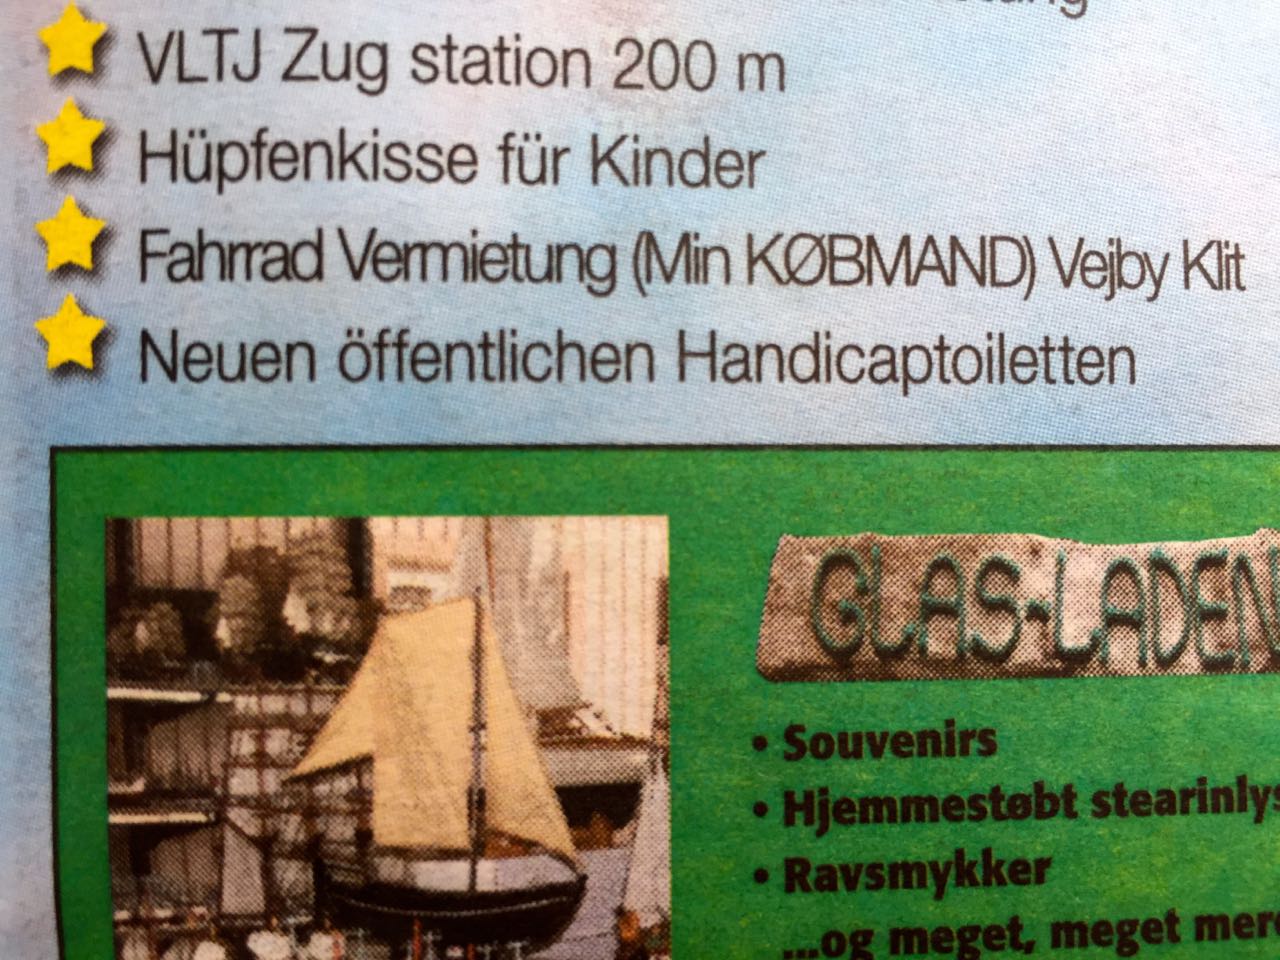 VLTJ Zug station 200 m
Hüpfenkisse für Kinder
Fahrrad Vermietung (Min KØBMAND) Vejby Klit
Neuen öffentlichen Handicaptoiletten
GLAS-LADEN
• Souvenirs
• Hjemmestøbt stearinlys
• Ravsmykker
...og meget, meget mere